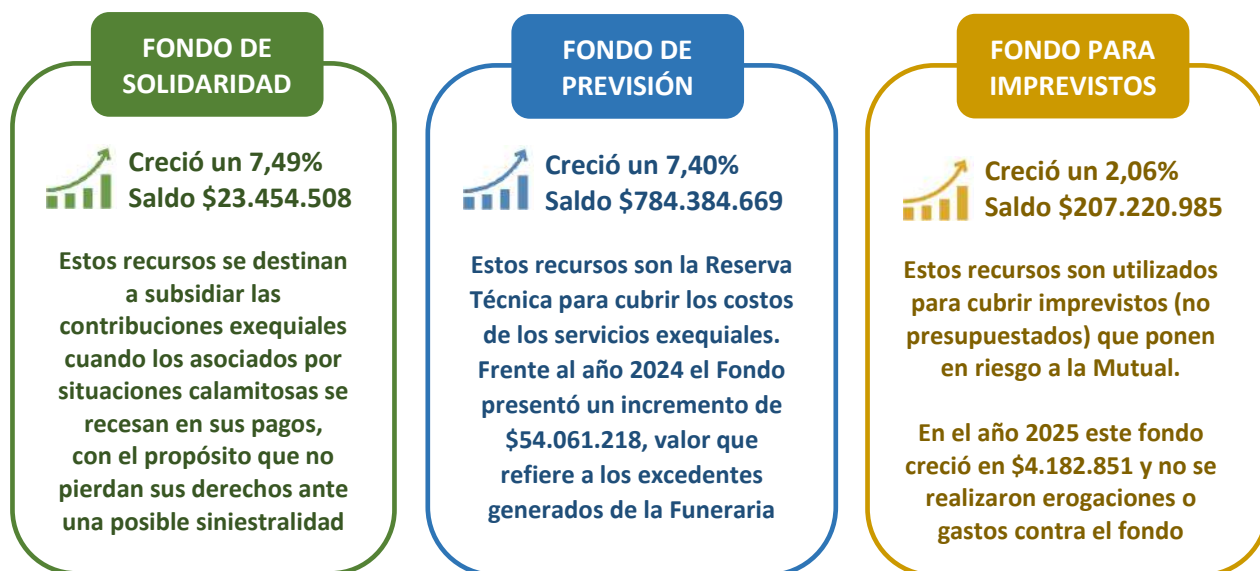 FONDO DE
SOLIDARIDAD
Creció un 7,49%
Saldo $23.454.508
Estos recursos se destinan
a subsidiar las
contribuciones exequiales
cuando los asociados por
situaciones calamitosas se
recesan en sus pagos,
con el propósito que no
pierdan sus derechos ante
una posible siniestralidad
FONDO DE
PREVISIÓN
Creció un 7,40%
Saldo $784.384.669
Estos recursos son la Reserva
Técnica para cubrir los costos
de los servicios exequiales.
Frente al año 2024 el Fondo
presentó un incremento de
$54.061.218, valor que
refiere a los excedentes
generados de la Funeraria
FONDO PARA
IMPREVISTOS
Creció un 2,06%
Saldo $207.220.985
Estos recursos son utilizados
para cubrir imprevistos (no
presupuestados) que ponen
en riesgo a la Mutual.
En el año 2025 este fondo
creció en $4.182.851 y no se
realizaron erogaciones o
gastos contra el fondo